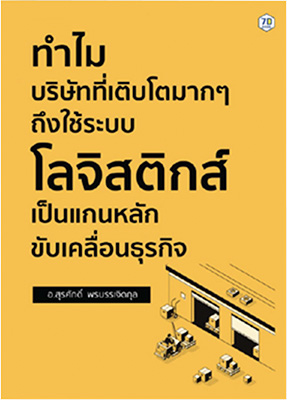 7D
ทำไม
บริษัทที่เติบโตมากๆ
ถึงใช้ระบบ
โลจิสติกส์
เป็นแกนหลัก
ขับเคลื่อนธุรกิจ
อ.สุรศักดิ์ พรบรรเจิดกุล